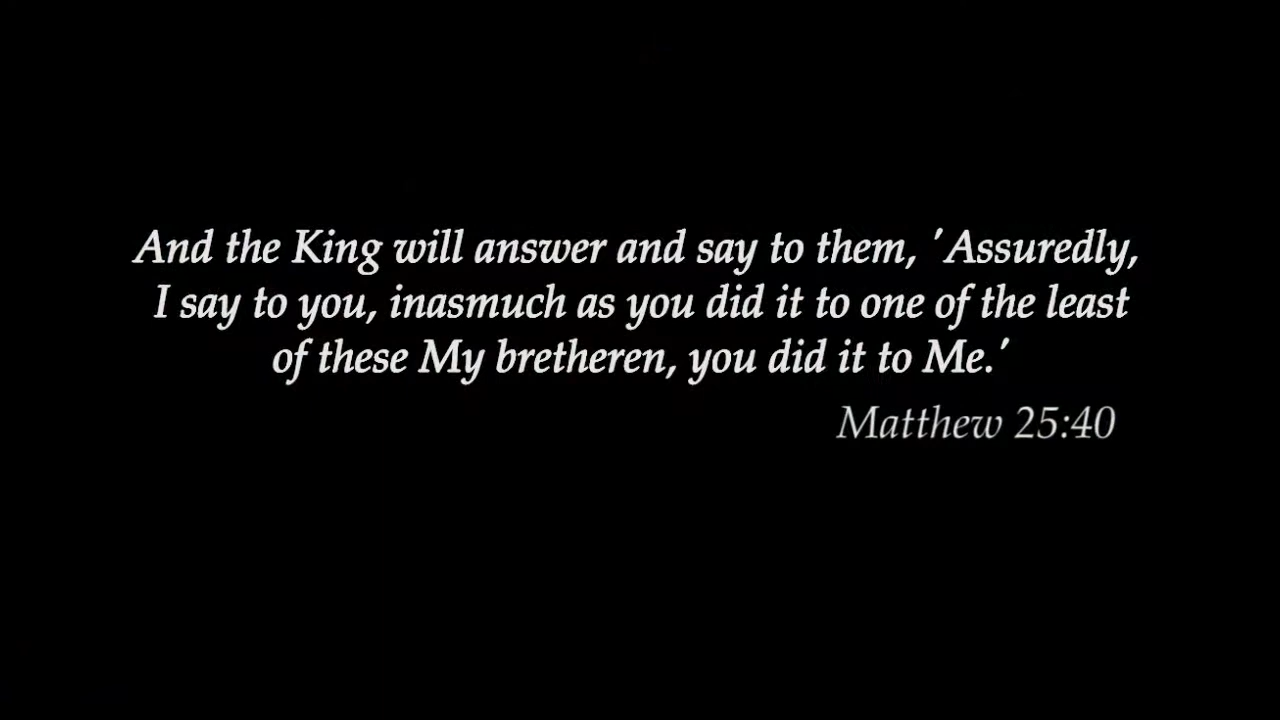 And the King will answer and say to them, 'Assuredly,
I say to you, inasmuch as you did it to one of the least
of these My bretheren, you did it to Me.'
Matthew 25:40